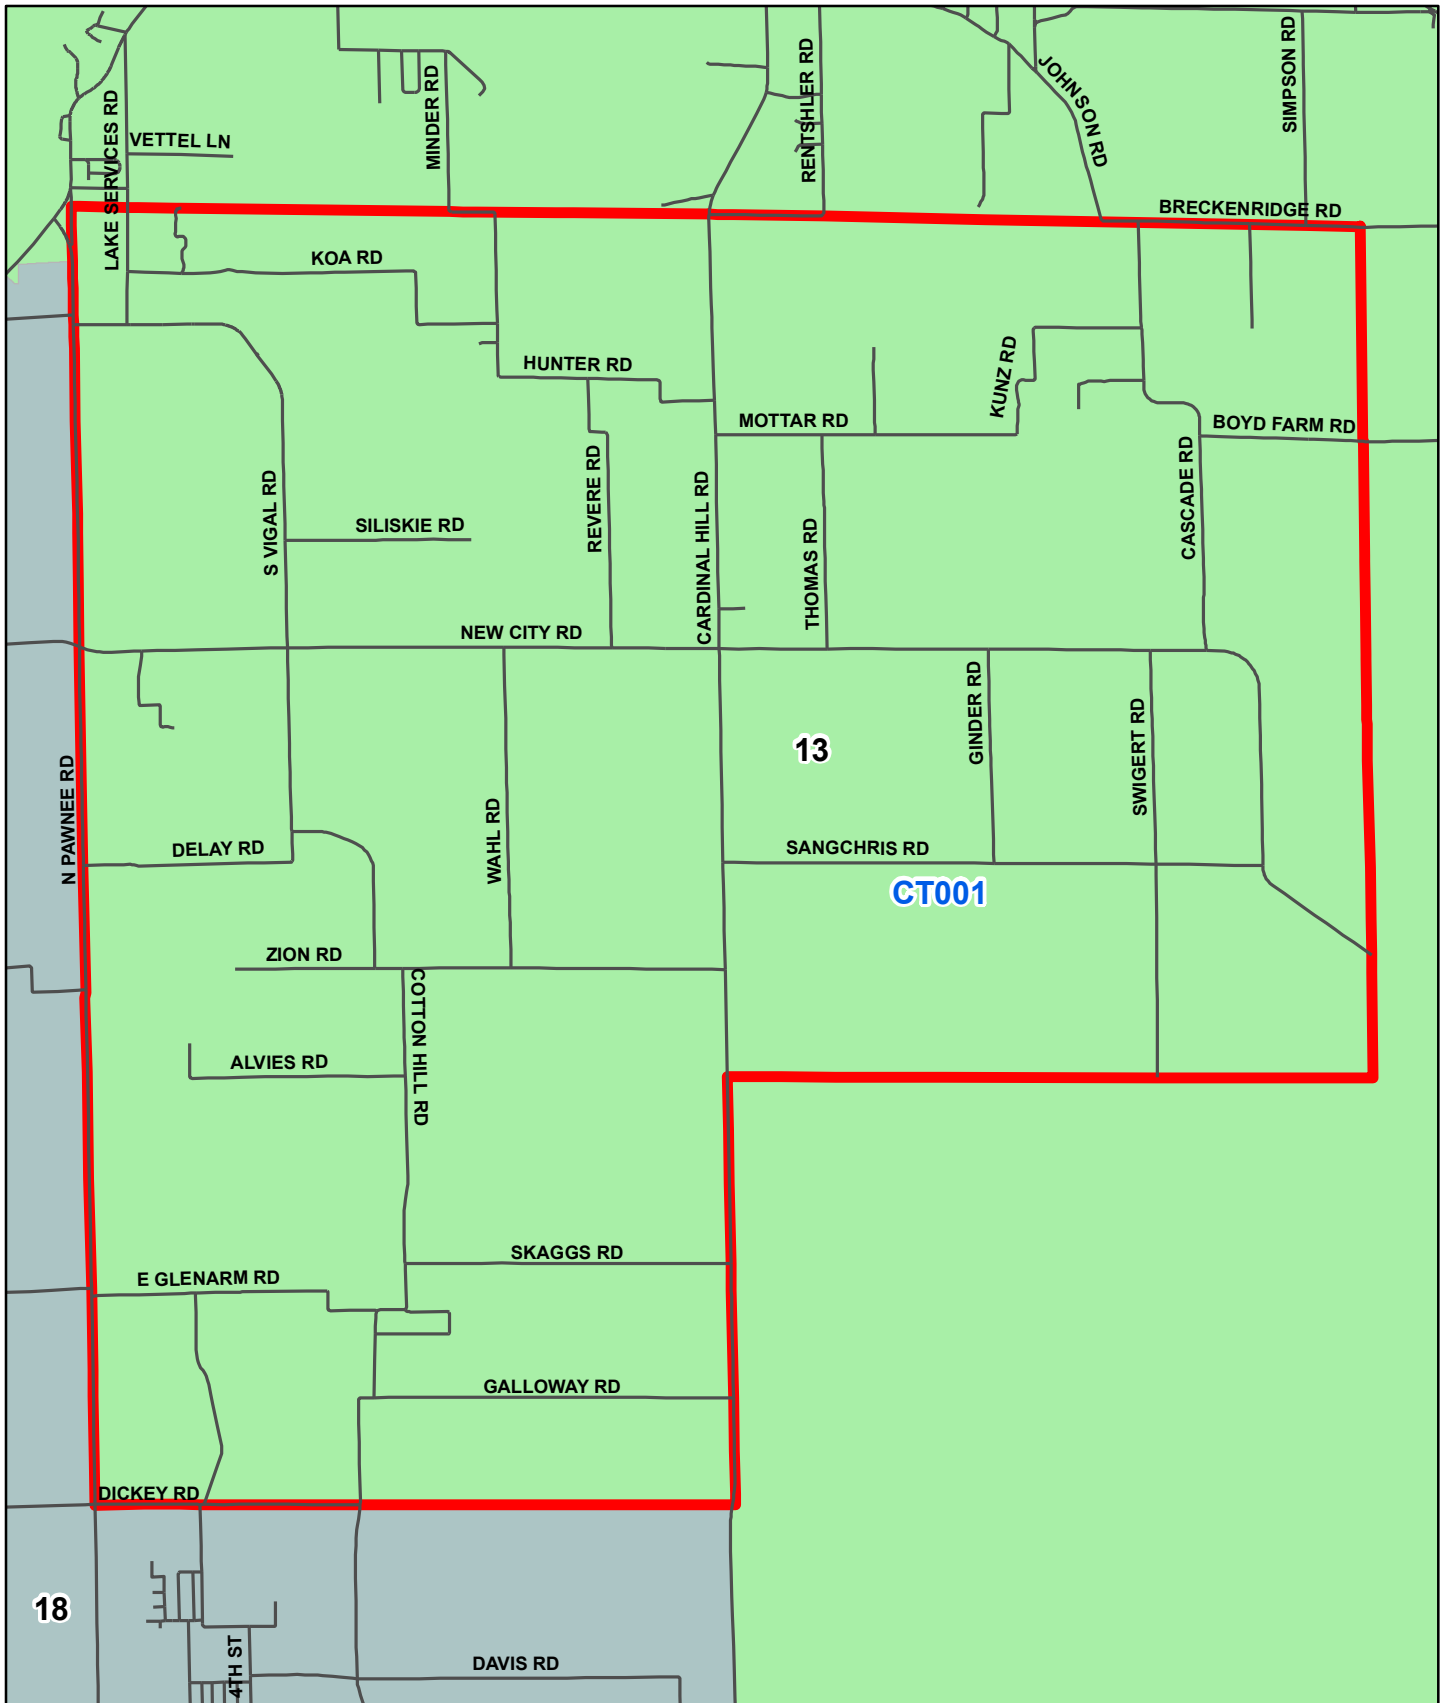 SIMPSON RD
JOHNSON RD
RENTSHLER RD
MINDER RD
LAKE SERVICES RD
VETTEL LN
BRECKENRIDGE RD
KOA RD
HUNTER RD
KUNZ RD
MOTTAR RD
BOYD FARM RD
CASCADE RD
REVERE RD
S VIGAL RD
CARDINAL HILL RD
SILISKIE RD
THOMAS RD
NEW CITY RD
GINDER RD
SWIGERT RD
13
N PAWNEE RD
WAHL RD
DELAY RD
SANGCHRIS RD
CT001
ZION RD
COTTON HILL RD
ALVIES RD
SKAGGS RD
E GLENARM RD
GALLOWAY RD
DICKEY RD
18
4TH ST
DAVIS RD